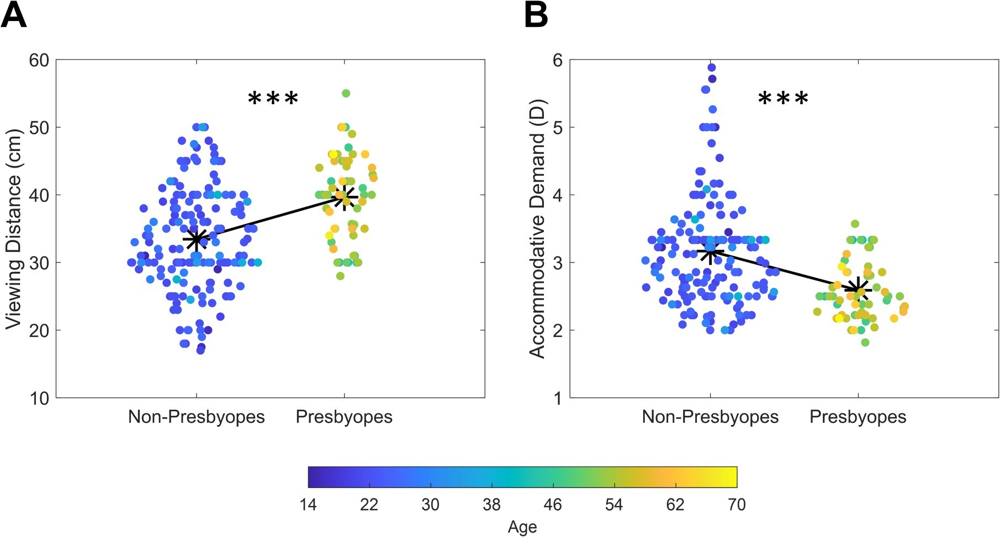 A
B
60
50
40
30
20
10
Viewing Distance (cm)
***
Non-Presbyopes
Presbyopes
6
5
4
3
2
1
Accommodative Demand (D)
***
Non-Presbyopes
Presbyopes
14 22 30 38 46 54 62 70
Age